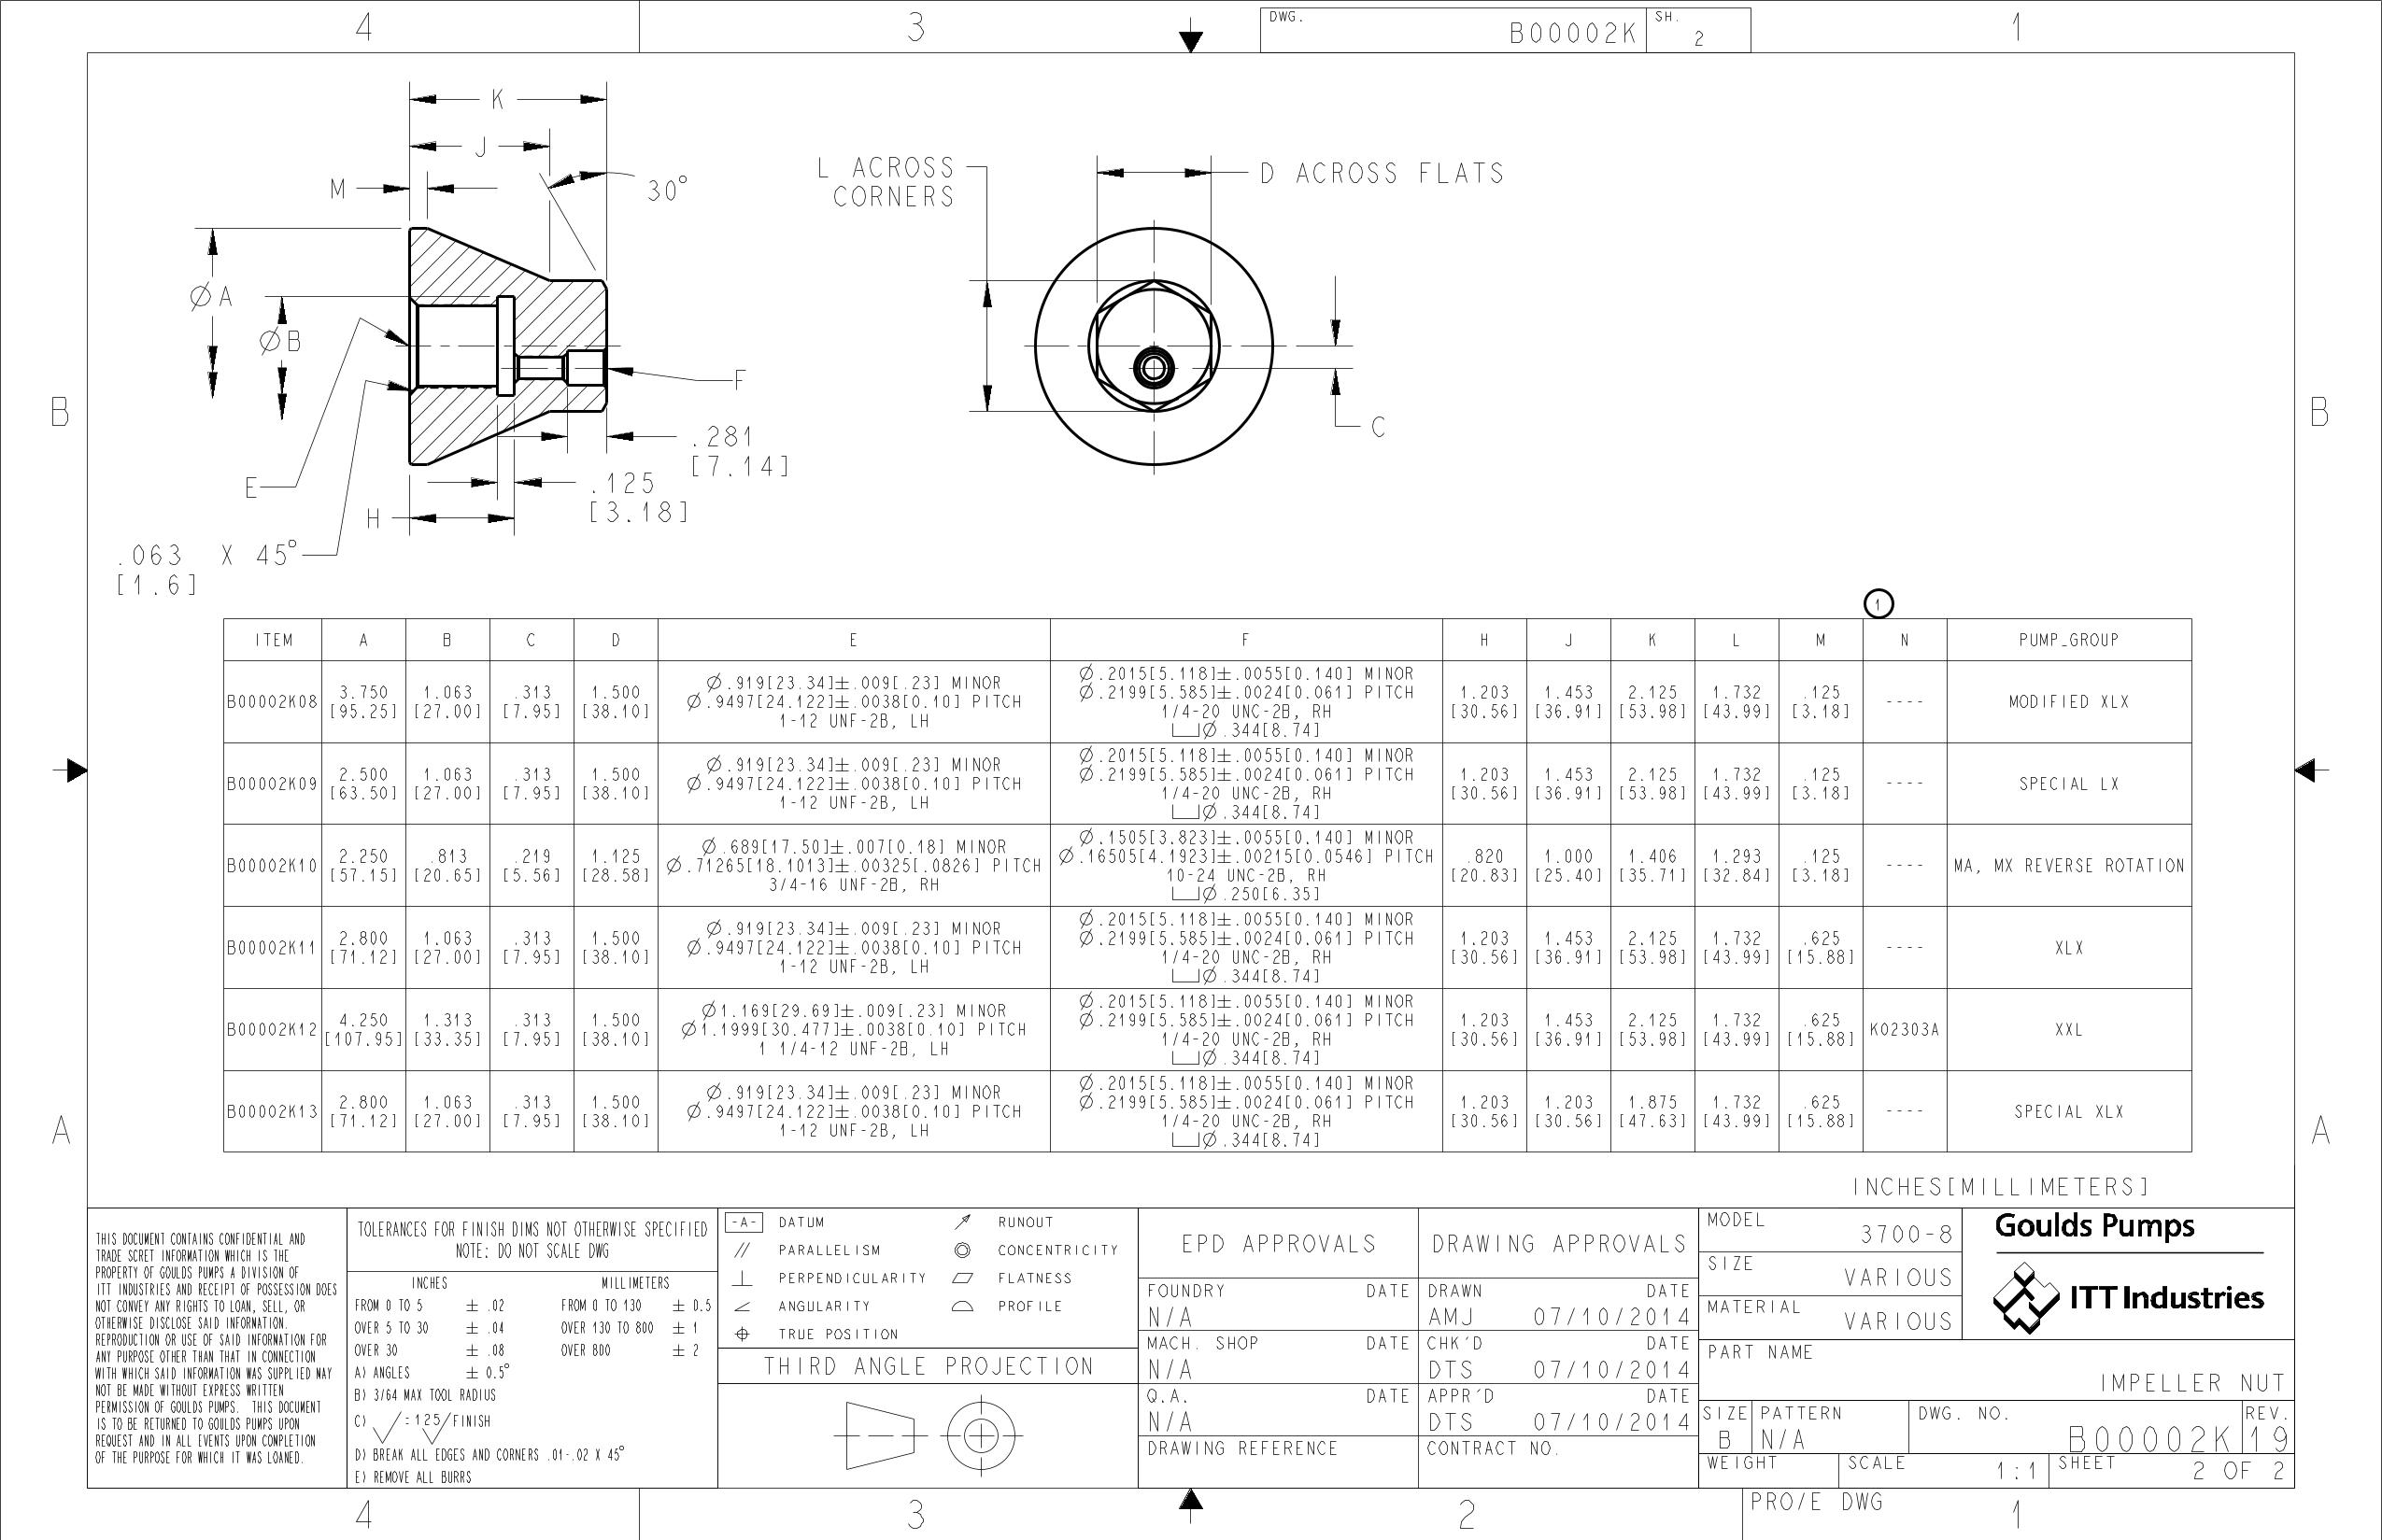 4
3
DWG.
B00002K
SH.
2
1
K
J
M
30°
L ACROSS
CORNERS
D ACROSS FLATS
ØA
ØB
F
C
B
B
.281
[7.14]
E
.125
[3.18]
H
.063 X 45°
[1.6]
1
ITEM A B C D E F H J K L M N PUMP_GROUP
B00002K08 3.750 [95.25] 1.063 [27.00] .313 [7.95] 1.500 [38.10] Ø.919[23.34]±.009[.23] MINOR Ø.9497[24.122]±.0038[0.10] PITCH 1-12 UNF-2B, LH Ø.2015[5.118]±.0055[0.140] MINOR Ø.2199[5.585]±.0024[0.061] PITCH 1/4-20 UNC-2B, RH ⌴Ø.344[8.74] 1.203 [30.56] 1.453 [36.91] 2.125 [53.98] 1.732 [43.99] .125 [3.18] ---- MODIFIED XLX
B00002K09 2.500 [63.50] 1.063 [27.00] .313 [7.95] 1.500 [38.10] Ø.919[23.34]±.009[.23] MINOR Ø.9497[24.122]±.0038[0.10] PITCH 1-12 UNF-2B, LH Ø.2015[5.118]±.0055[0.140] MINOR Ø.2199[5.585]±.0024[0.061] PITCH 1/4-20 UNC-2B, RH ⌴Ø.344[8.74] 1.203 [30.56] 1.453 [36.91] 2.125 [53.98] 1.732 [43.99] .125 [3.18] ---- SPECIAL LX
B00002K10 2.250 [57.15] .813 [20.65] .219 [5.56] 1.125 [28.58] Ø.689[17.50]±.007[0.18] MINOR Ø.71265[18.1013]±.00325[.0826] PITCH 3/4-16 UNF-2B, RH Ø.1505[3.823]±.0055[0.140] MINOR Ø.16505[4.1923]±.00215[0.0546] PITCH 10-24 UNC-2B, RH ⌴Ø.250[6.35] .820 [20.83] 1.000 [25.40] 1.406 [35.71] 1.293 [32.84] .125 [3.18] ---- MA, MX REVERSE ROTATION
B00002K11 2.800 [71.12] 1.063 [27.00] .313 [7.95] 1.500 [38.10] Ø.919[23.34]±.009[.23] MINOR Ø.9497[24.122]±.0038[0.10] PITCH 1-12 UNF-2B, LH Ø.2015[5.118]±.0055[0.140] MINOR Ø.2199[5.585]±.0024[0.061] PITCH 1/4-20 UNC-2B, RH ⌴Ø.344[8.74] 1.203 [30.56] 1.453 [36.91] 2.125 [53.98] 1.732 [43.99] .625 [15.88] ---- XLX
B00002K12 4.250 [107.95] 1.313 [33.35] .313 [7.95] 1.500 [38.10] Ø1.169[29.69]±.009[.23] MINOR Ø1.1999[30.477]±.0038[0.10] PITCH 1 1/4-12 UNF-2B, LH Ø.2015[5.118]±.0055[0.140] MINOR Ø.2199[5.585]±.0024[0.061] PITCH 1/4-20 UNC-2B, RH ⌴Ø.344[8.74] 1.203 [30.56] 1.453 [36.91] 2.125 [53.98] 1.732 [43.99] .625 [15.88] K02303A XXL
B00002K13 2.800 [71.12] 1.063 [27.00] .313 [7.95] 1.500 [38.10] Ø.919[23.34]±.009[.23] MINOR Ø.9497[24.122]±.0038[0.10] PITCH 1-12 UNF-2B, LH Ø.2015[5.118]±.0055[0.140] MINOR Ø.2199[5.585]±.0024[0.061] PITCH 1/4-20 UNC-2B, RH ⌴Ø.344[8.74] 1.203 [30.56] 1.203 [30.56] 1.875 [47.63] 1.732 [43.99] .625 [15.88] ---- SPECIAL XLX
A
A
INCHES[MILLIMETERS]
THIS DOCUMENT CONTAINS CONFIDENTIAL AND
TRADE SCRET INFORMATION WHICH IS THE
PROPERTY OF GOULDS PUMPS A DIVISION OF
ITT INDUSTRIES AND RECEIPT OF POSSESSION DOES
NOT CONVEY ANY RIGHTS TO LOAN, SELL, OR
OTHERWISE DISCLOSE SAID INFORMATION.
REPRODUCTION OR USE OF SAID INFORMATION FOR
ANY PURPOSE OTHER THAN THAT IN CONNECTION
WITH WHICH SAID INFORMATION WAS SUPPLIED MAY
NOT BE MADE WITHOUT EXPRESS WRITTEN
PERMISSION OF GOULDS PUMPS. THIS DOCUMENT
IS TO BE RETURNED TO GOULDS PUMPS UPON
REQUEST AND IN ALL EVENTS UPON COMPLETION
OF THE PURPOSE FOR WHICH IT WAS LOANED.
TOLERANCES FOR FINISH DIMS NOT OTHERWISE SPECIFIED
NOTE: DO NOT SCALE DWG
INCHES MILLIMETERS
FROM 0 TO 5 ± .02 FROM 0 TO 130 ± 0.5
OVER 5 TO 30 ± .04 OVER 130 TO 800 ± 1
OVER 30 ± .08 OVER 800 ± 2
A) ANGLES ± 0.5°
B) 3/64 MAX TOOL RADIUS
C) √ = 125/FINISH
D) BREAK ALL EDGES AND CORNERS .01-.02 X 45°
E) REMOVE ALL BURRS
-A- DATUM
RUNOUT
// PARALLELISM
CONCENTRICITY
PERPENDICULARITY
FLATNESS
ANGULARITY
PROFILE
TRUE POSITION
THIRD ANGLE PROJECTION
EPD APPROVALS
FOUNDRY DATE
N/A
MACH. SHOP DATE
N/A
Q.A. DATE
N/A
DRAWING REFERENCE
DRAWING APPROVALS
DRAWN DATE
AMJ 07/10/2014
CHK'D DATE
DTS 07/10/2014
APPR'D DATE
DTS 07/10/2014
CONTRACT NO.
MODEL
3700-8
SIZE
VARIOUS
MATERIAL
VARIOUS
Goulds Pumps
ITT Industries
PART NAME
IMPELLER NUT
SIZE
B
PATTERN
N/A
DWG. NO.
B00002K
REV.
19
WEIGHT
SCALE
1:1
SHEET
2 OF 2
4
3
2
PRO/E DWG
1